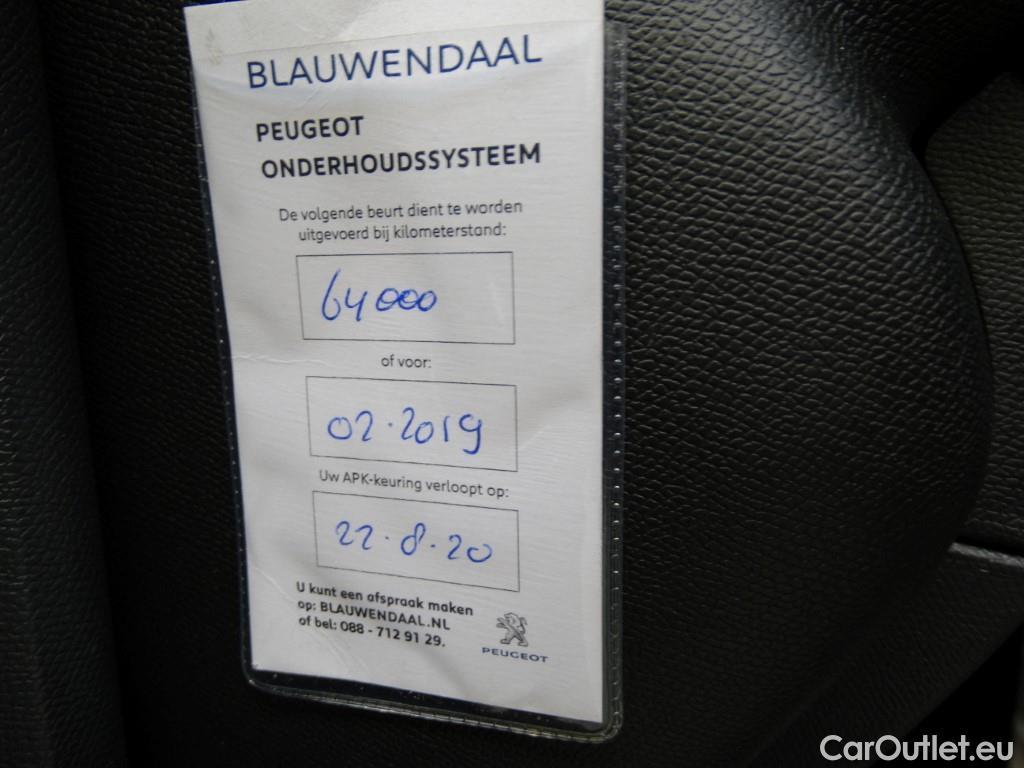 BLAUWENDAAL
PEUGEOT
ONDERHOUDSSYSTEEM
De volgende beurt dient te worden
uitgevoerd bij kilometerstand:
64000
of voor:
02.2019
Uw APK-keuring verloopt op:
22.8.20
U kunt een afspraak maken
op: BLAUWENDAAL.NL
of bel: 088 - 712 91 29.
PEUGEOT
CarOutlet.eu